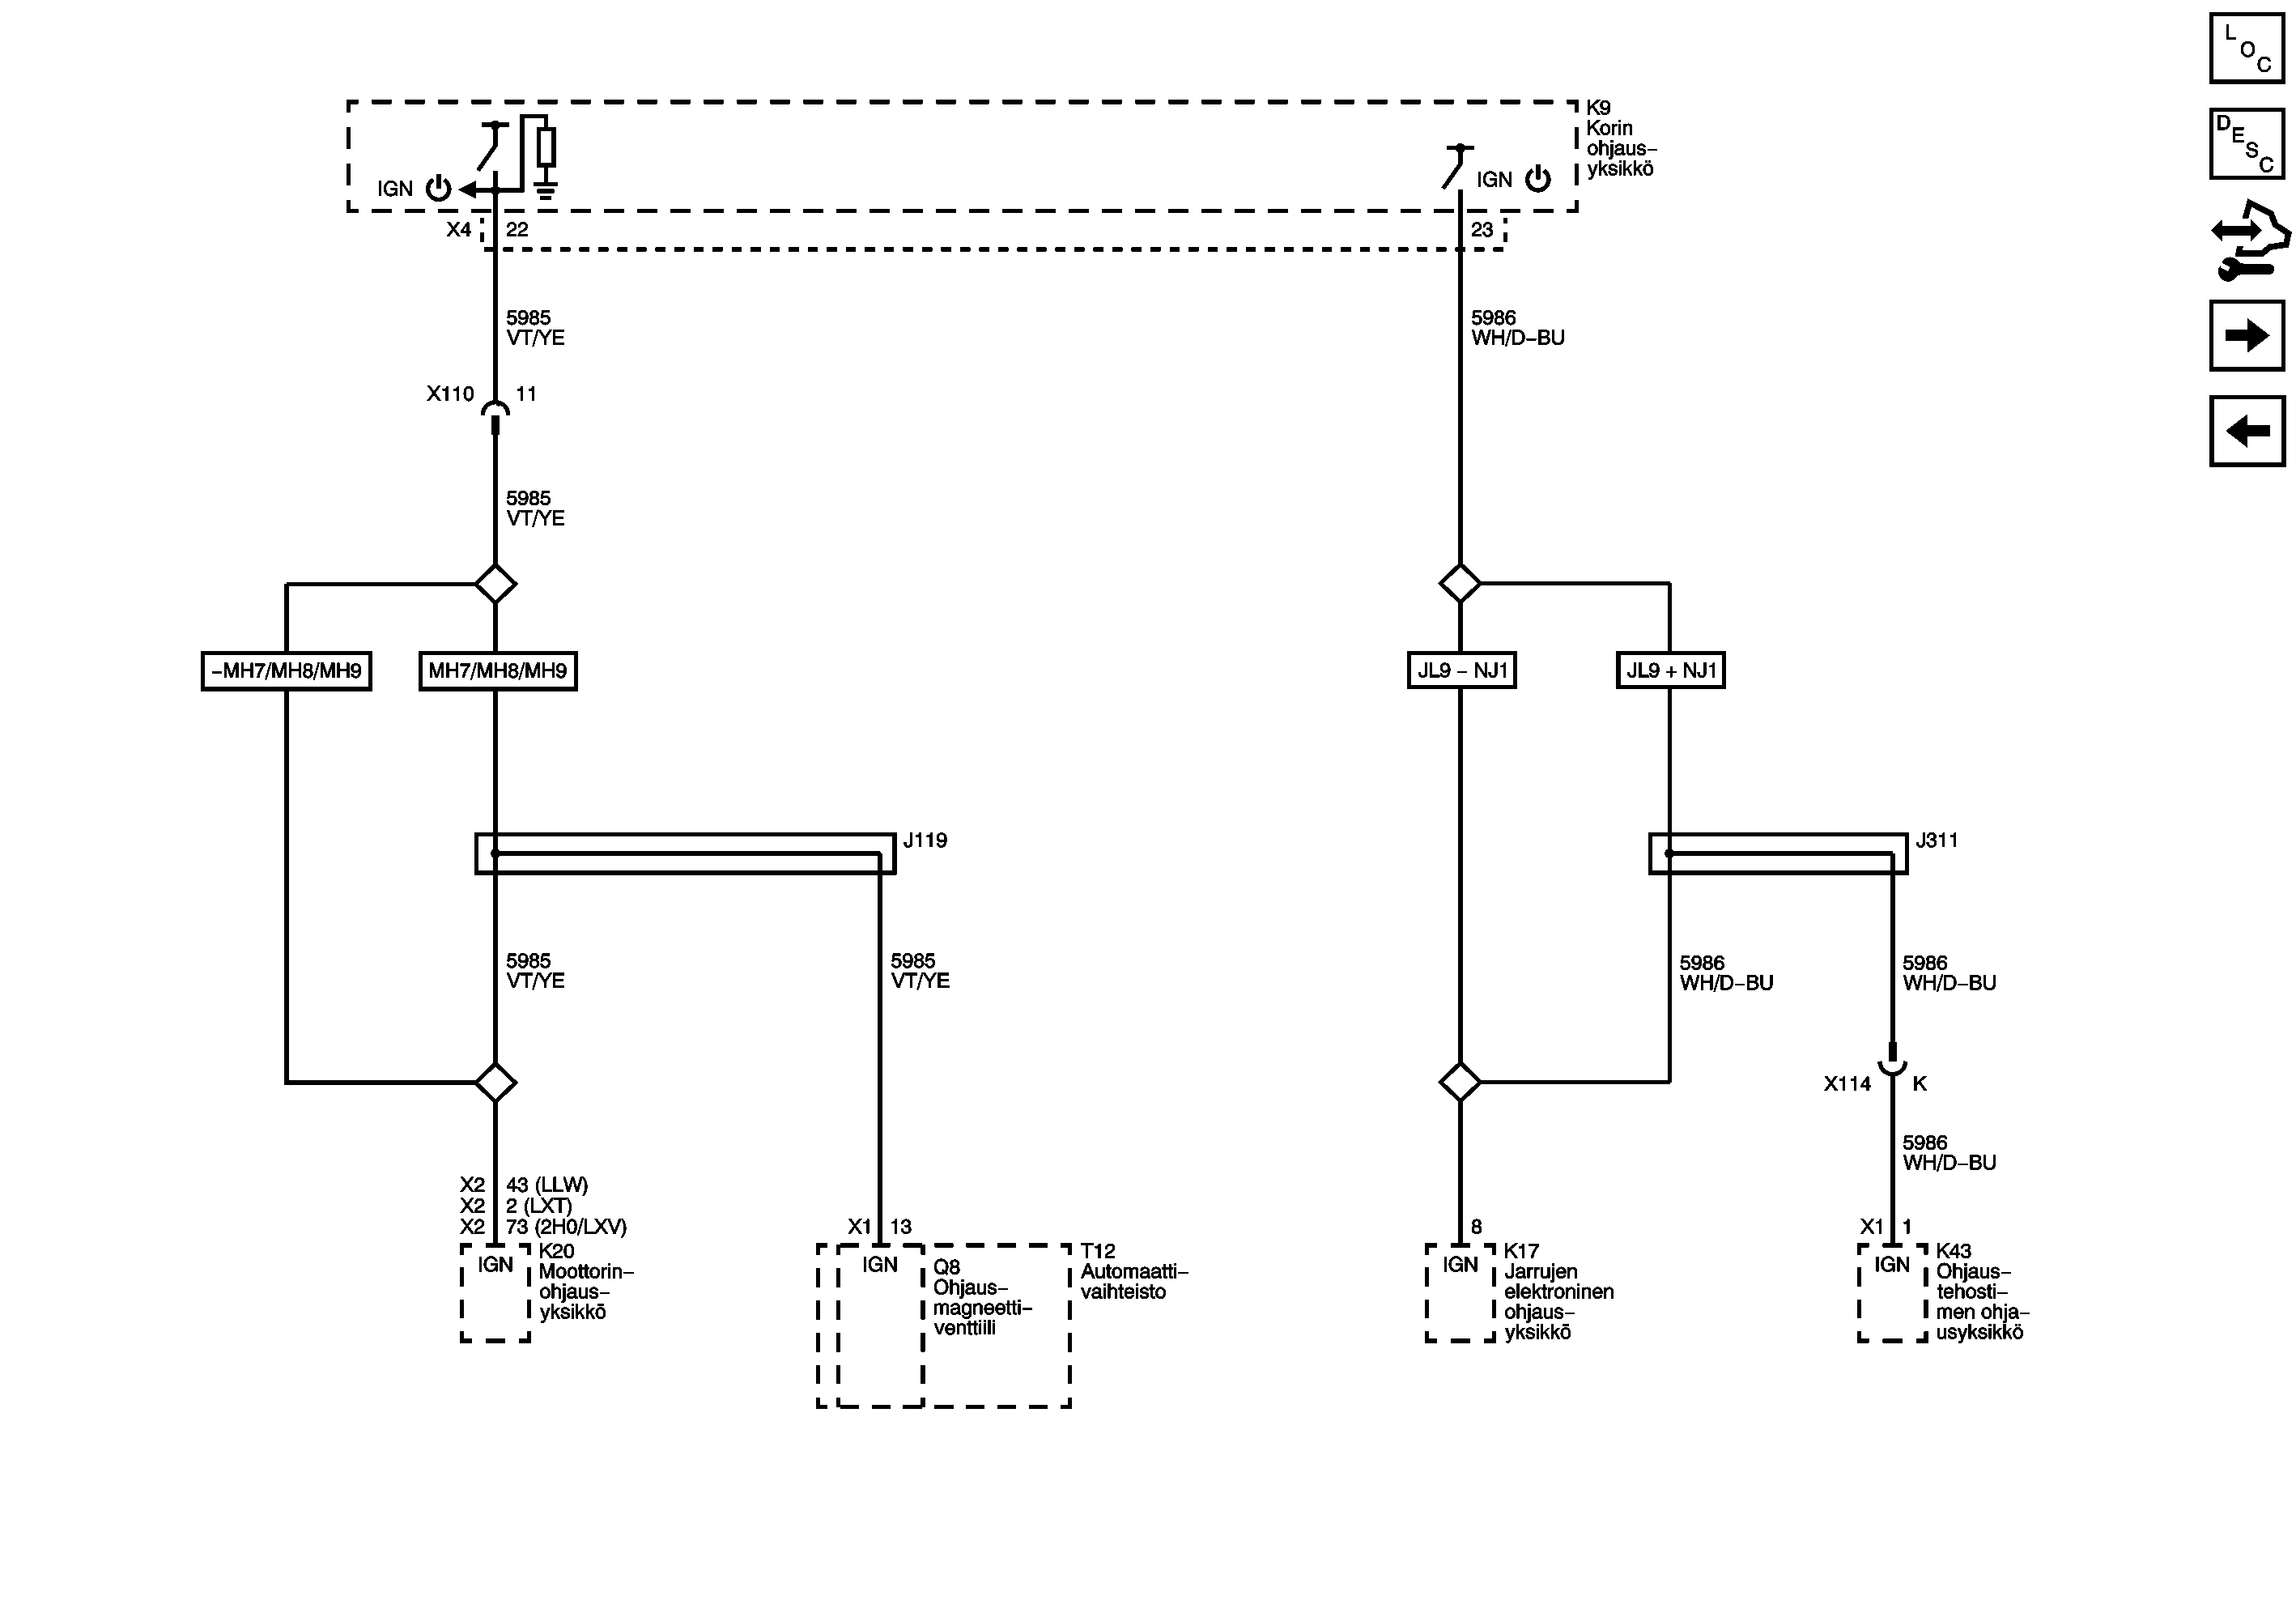 L
O
C
D
E
S
C
K9
Korin
ohjaus–
yksikkö
IGN
IGN
X4 22
23
5985
VT/YE
5986
WH/D–BU
X110 11
5985
VT/YE
–MH7/MH8/MH9
MH7/MH8/MH9
JL9 – NJ1
JL9 + NJ1
J119
J311
5985
VT/YE
5985
VT/YE
5986
WH/D–BU
5986
WH/D–BU
X114 K
5986
WH/D–BU
X2 43 (LLW)
X2 2 (LXT)
X2 73 (2H0/LXV)
X1 13
8
X1 1
IGN
K20
Moottorin–
ohjaus–
yksikkö
IGN
Q8
Ohjaus–
magneetti–
venttiili
T12
Automaatti–
vaihteisto
IGN
K17
Jarrujen
elektroninen
ohjaus–
yksikkö
IGN
K43
Ohjaus–
tehosti–
men ohja–
usyksikkö